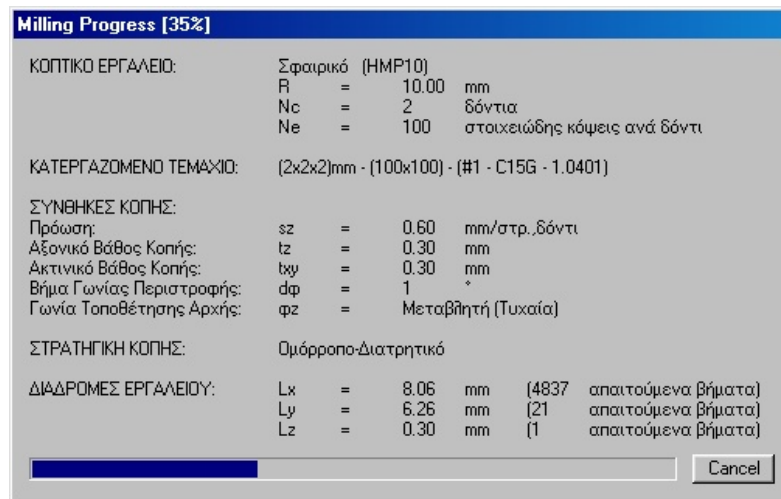 Milling Progress [35%]
ΚΟΠΤΙΚΟ ΕΡΓΑΛΕΙΟ: Σφαιρικό (HMP10)
R = 10.00 mm
Nc = 2 δόντια
Ne = 100 στοιχειώδης κόψεις ανά δόντι
ΚΑΤΕΡΓΑΖΟΜΕΝΟ ΤΕΜΑΧΙΟ: (2x2x2)mm - (100x100) - (#1 - C15G - 1.0401)
ΣΥΝΘΗΚΕΣ ΚΟΠΗΣ:
Πρόωση: sz = 0.60 mm/στρ.,δόντι
Αξονικό Βάθος Κοπής: tz = 0.30 mm
Ακτινικό Βάθος Κοπής: txy = 0.30 mm
Βήμα Γωνίας Περιστροφής: dφ = 1 °
Γωνία Τοποθέτησης Αρχής: φz = Μεταβλητή (Τυχαία)
ΣΤΡΑΤΗΓΙΚΗ ΚΟΠΗΣ: Ομόρροπο-Διατρητικό
ΔΙΑΔΡΟΜΕΣ ΕΡΓΑΛΕΙΟΥ: Lx = 8.06 mm (4837 απαιτούμενα βήματα)
Ly = 6.26 mm (21 απαιτούμενα βήματα)
Lz = 0.30 mm (1 απαιτούμενα βήματα)
Cancel